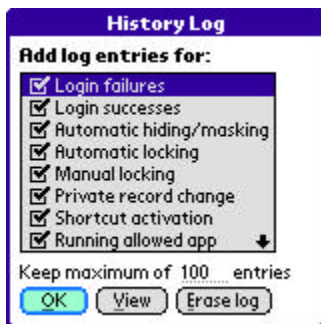 History Log
Add log entries for:
Login failures
Login successes
Automatic hiding/masking
Automatic locking
Manual locking
Private record change
Shortcut activation
Running allowed app
Keep maximum of 100 entries
OK View Erase log